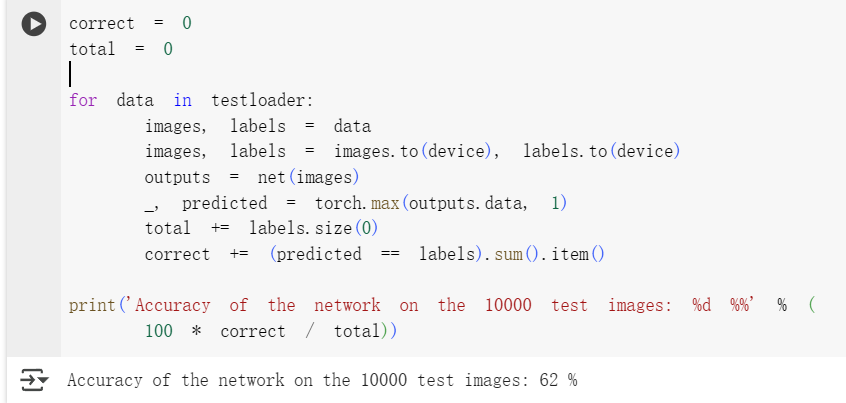 correct = 0
total = 0
for data in testloader:
images, labels = data
images, labels = images.to(device), labels.to(device)
outputs = net(images)
_, predicted = torch.max(outputs.data, 1)
total += labels.size(0)
correct += (predicted == labels).sum().item()
print('Accuracy of the network on the 10000 test images: %d %%' % (
100 * correct / total))
Accuracy of the network on the 10000 test images: 62 %